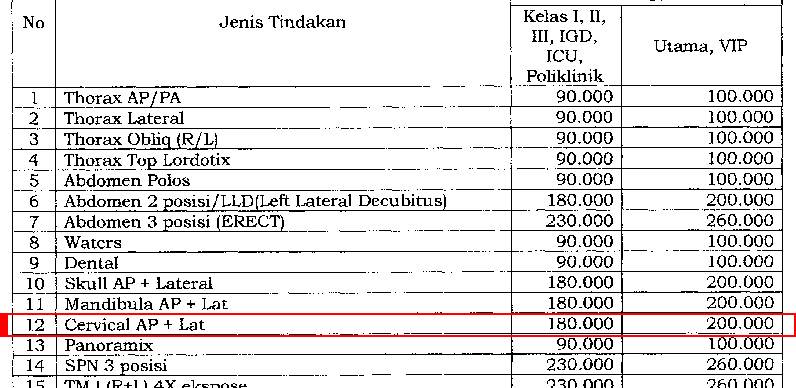 No Jenis Tindakan Kelas I, II, III, IGD, ICU, Poliklinik Utama, VIP
1 Thorax AP/PA 90.000 100.000
2 Thorax Lateral 90.000 100.000
3 Thorax Obliq (R/L) 90.000 100.000
4 Thorax Top Lordotix 90.000 100.000
5 Abdomen Polos 90.000 100.000
6 Abdomen 2 posisi/LLD(Left Lateral Decubitus) 180.000 200.000
7 Abdomen 3 posisi (ERECT) 230.000 260.000
8 Waters 90.000 100.000
9 Dental 90.000 100.000
10 Skull AP + Lateral 180.000 200.000
11 Mandibula AP + Lat 180.000 200.000
12 Cervical AP + Lat 180.000 200.000
13 Panoramix 90.000 100.000
14 SPN 3 posisi 230.000 260.000
15 TMJ (R+L) 4X ekspose 230.000 260.000